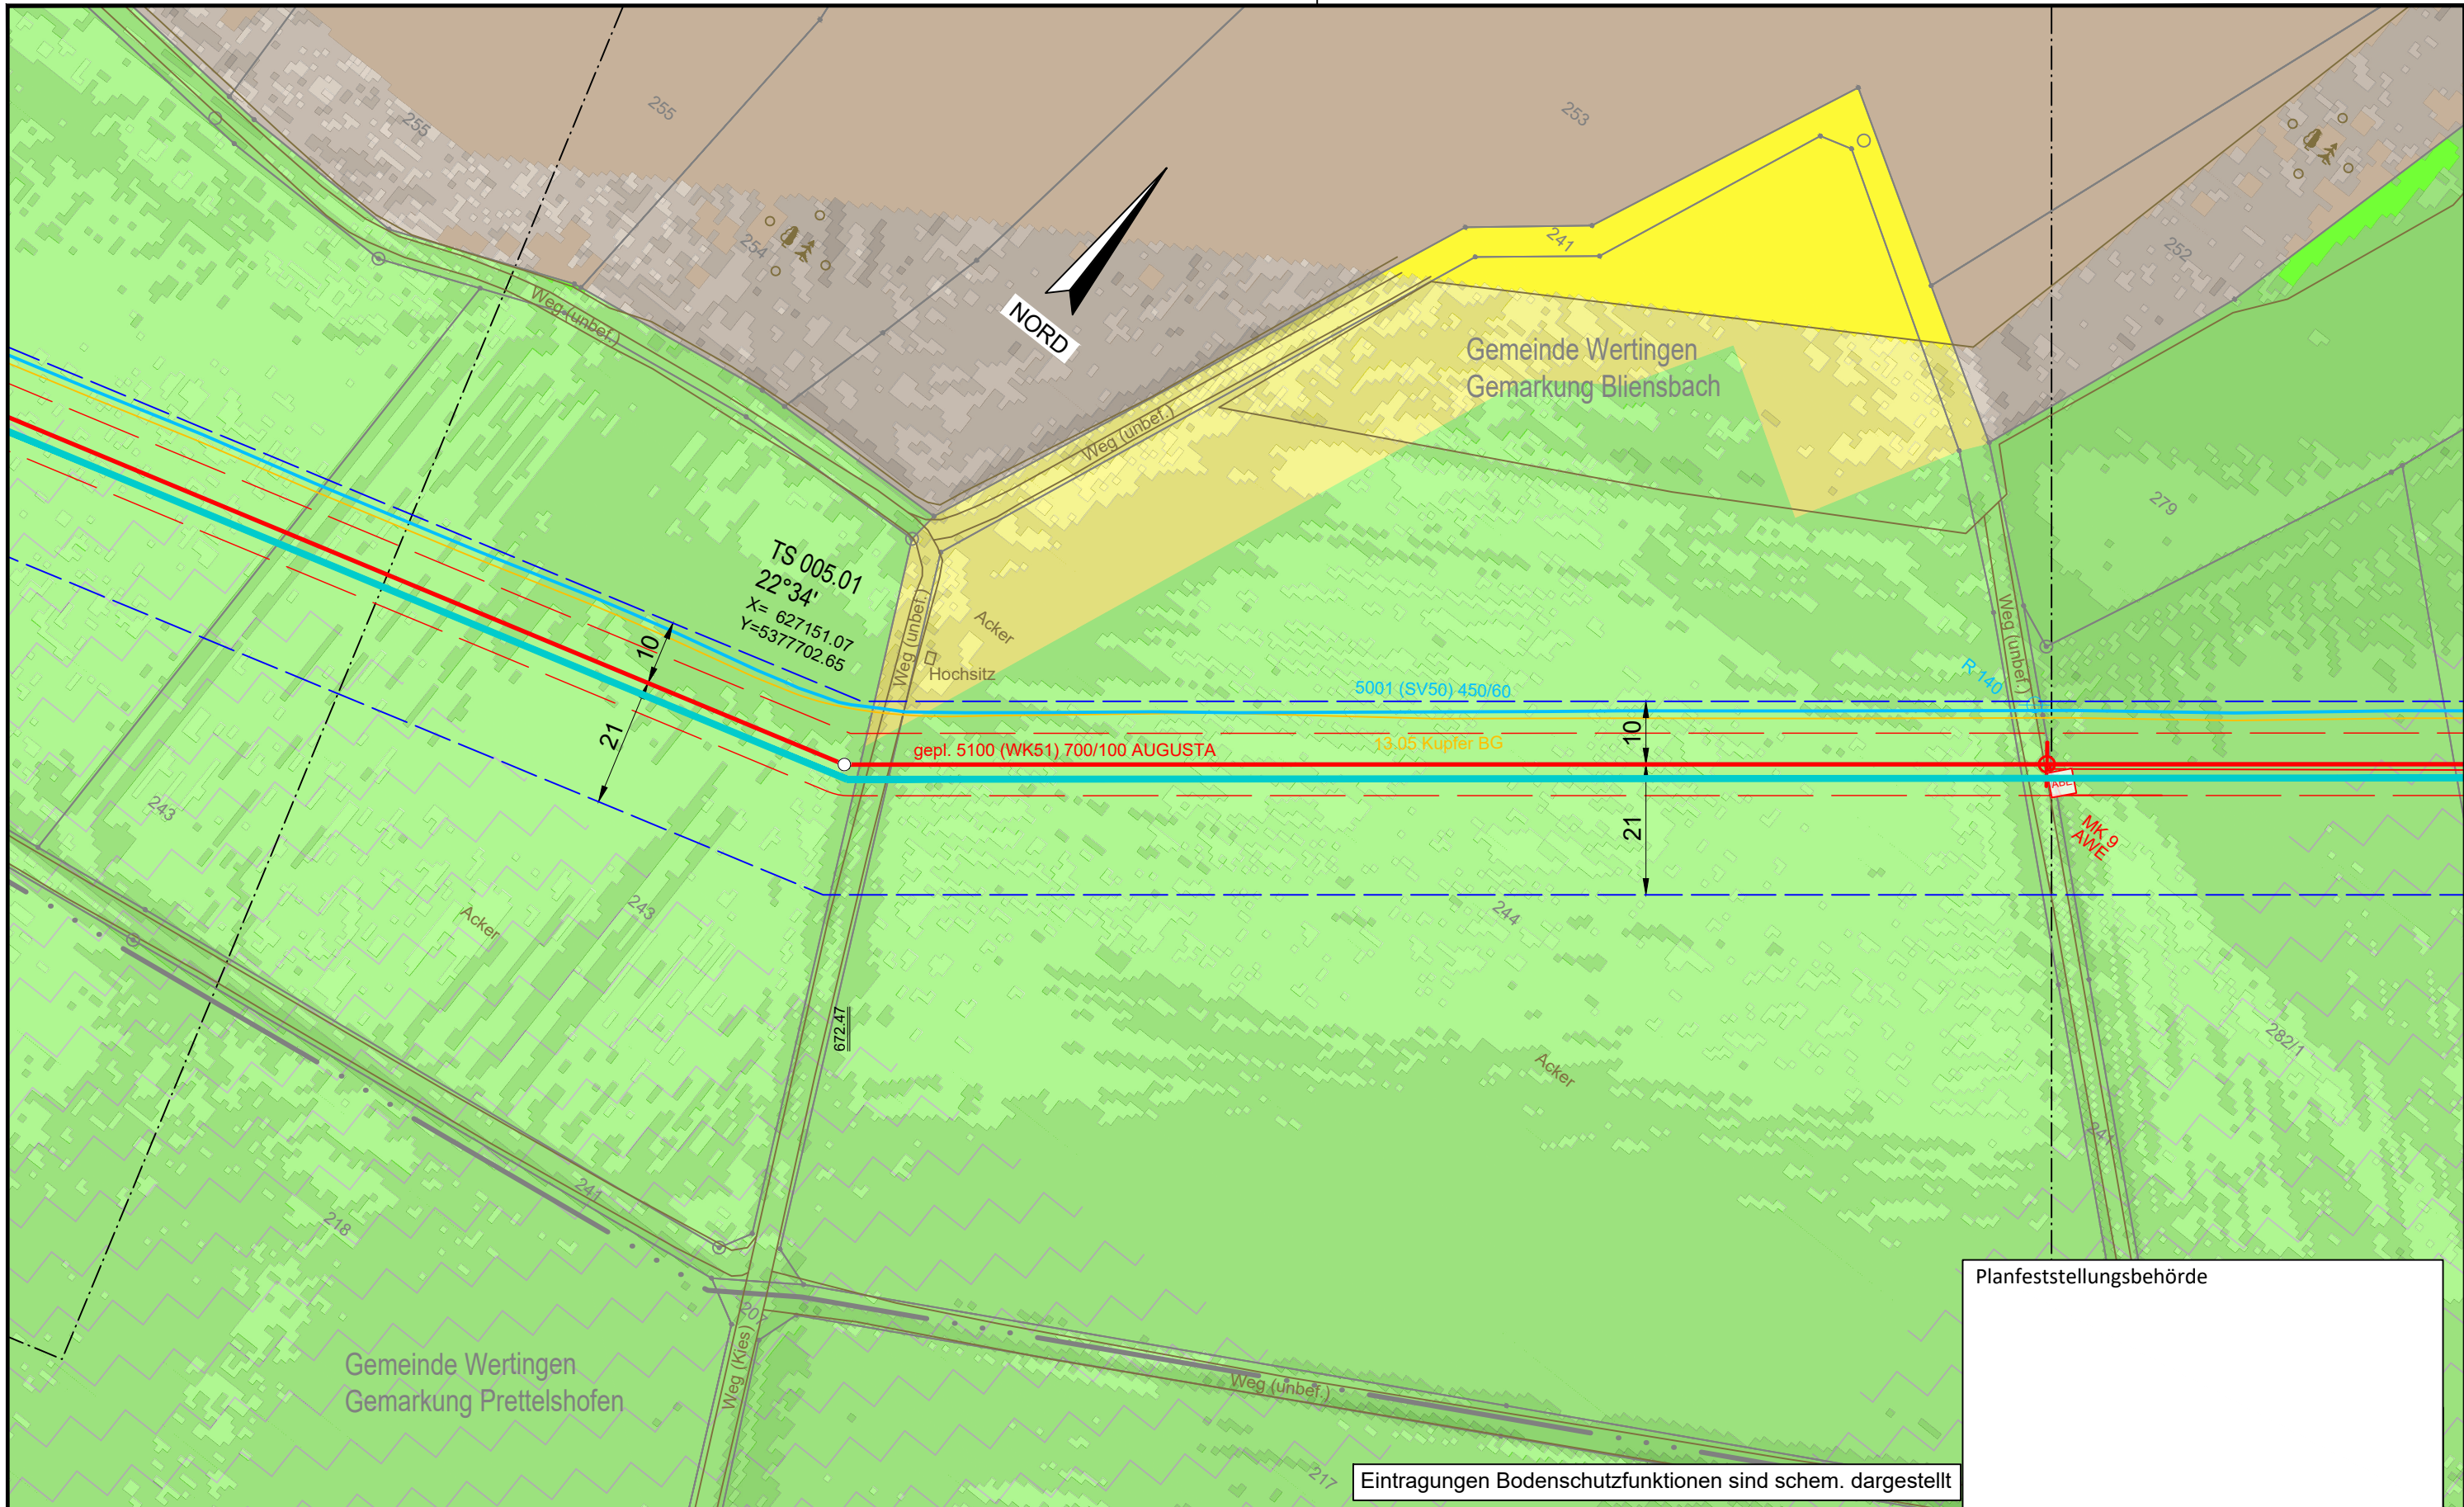 255
255
253
254
241
252
NORD
Weg (unbef.)
Gemeinde Wertingen
Gemarkung Bliensbach
Weg (unbef.)
279
TS 005.01
22°34'
X= 627151.07
Y=5377702.65
10
Weg (unbef.)
Acker
Hochsitz
Weg (unbef.)
R 140
5001 (SV50) 450/60
21
10
gepl. 5100 (WK51) 700/100 AUGUSTA
13.05 Kupfer BG
243
21
MK 9
AWE
243
Acker
244
672.47
Acker
282/1
241
241
218
Planfeststellungsbehörde
207
Gemeinde Wertingen
Gemarkung Prettelshofen
Weg (Kies)
Weg (unbef.)
217
Eintragungen Bodenschutzfunktionen sind schem. dargestellt